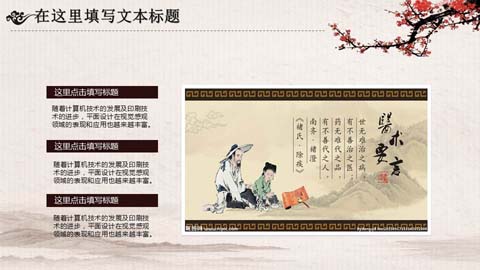 在这里填写文本标题
这里点击填写标题
随着计算机技术的发展及印刷技
术的进步，平面设计在视觉感观
领域的表现和应用也越来越丰富。
这里点击填写标题
随着计算机技术的发展及印刷技
术的进步，平面设计在视觉感观
领域的表现和应用也越来越丰富。
这里点击填写标题
随着计算机技术的发展及印刷技
术的进步，平面设计在视觉感观
领域的表现和应用也越来越丰富。
醫术
要言
世无难治之疾，
有不善治之医；
药无难代之品，
有不善代之人。
南齐·褚澄
《褚氏·除疾》